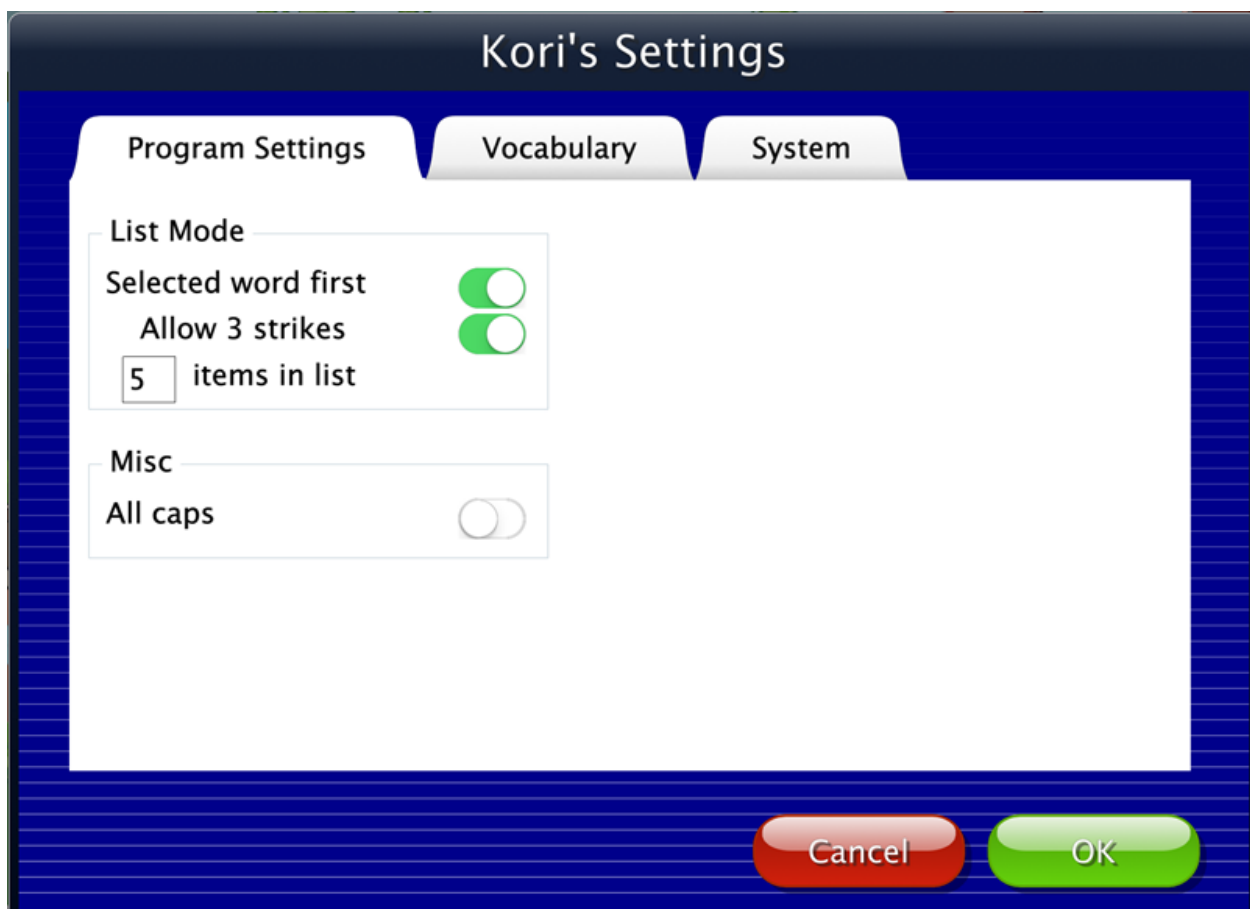 Kori's Settings
Program Settings
Vocabulary
System
List Mode
Selected word first
Allow 3 strikes
5 items in list
Misc
All caps
Cancel
OK